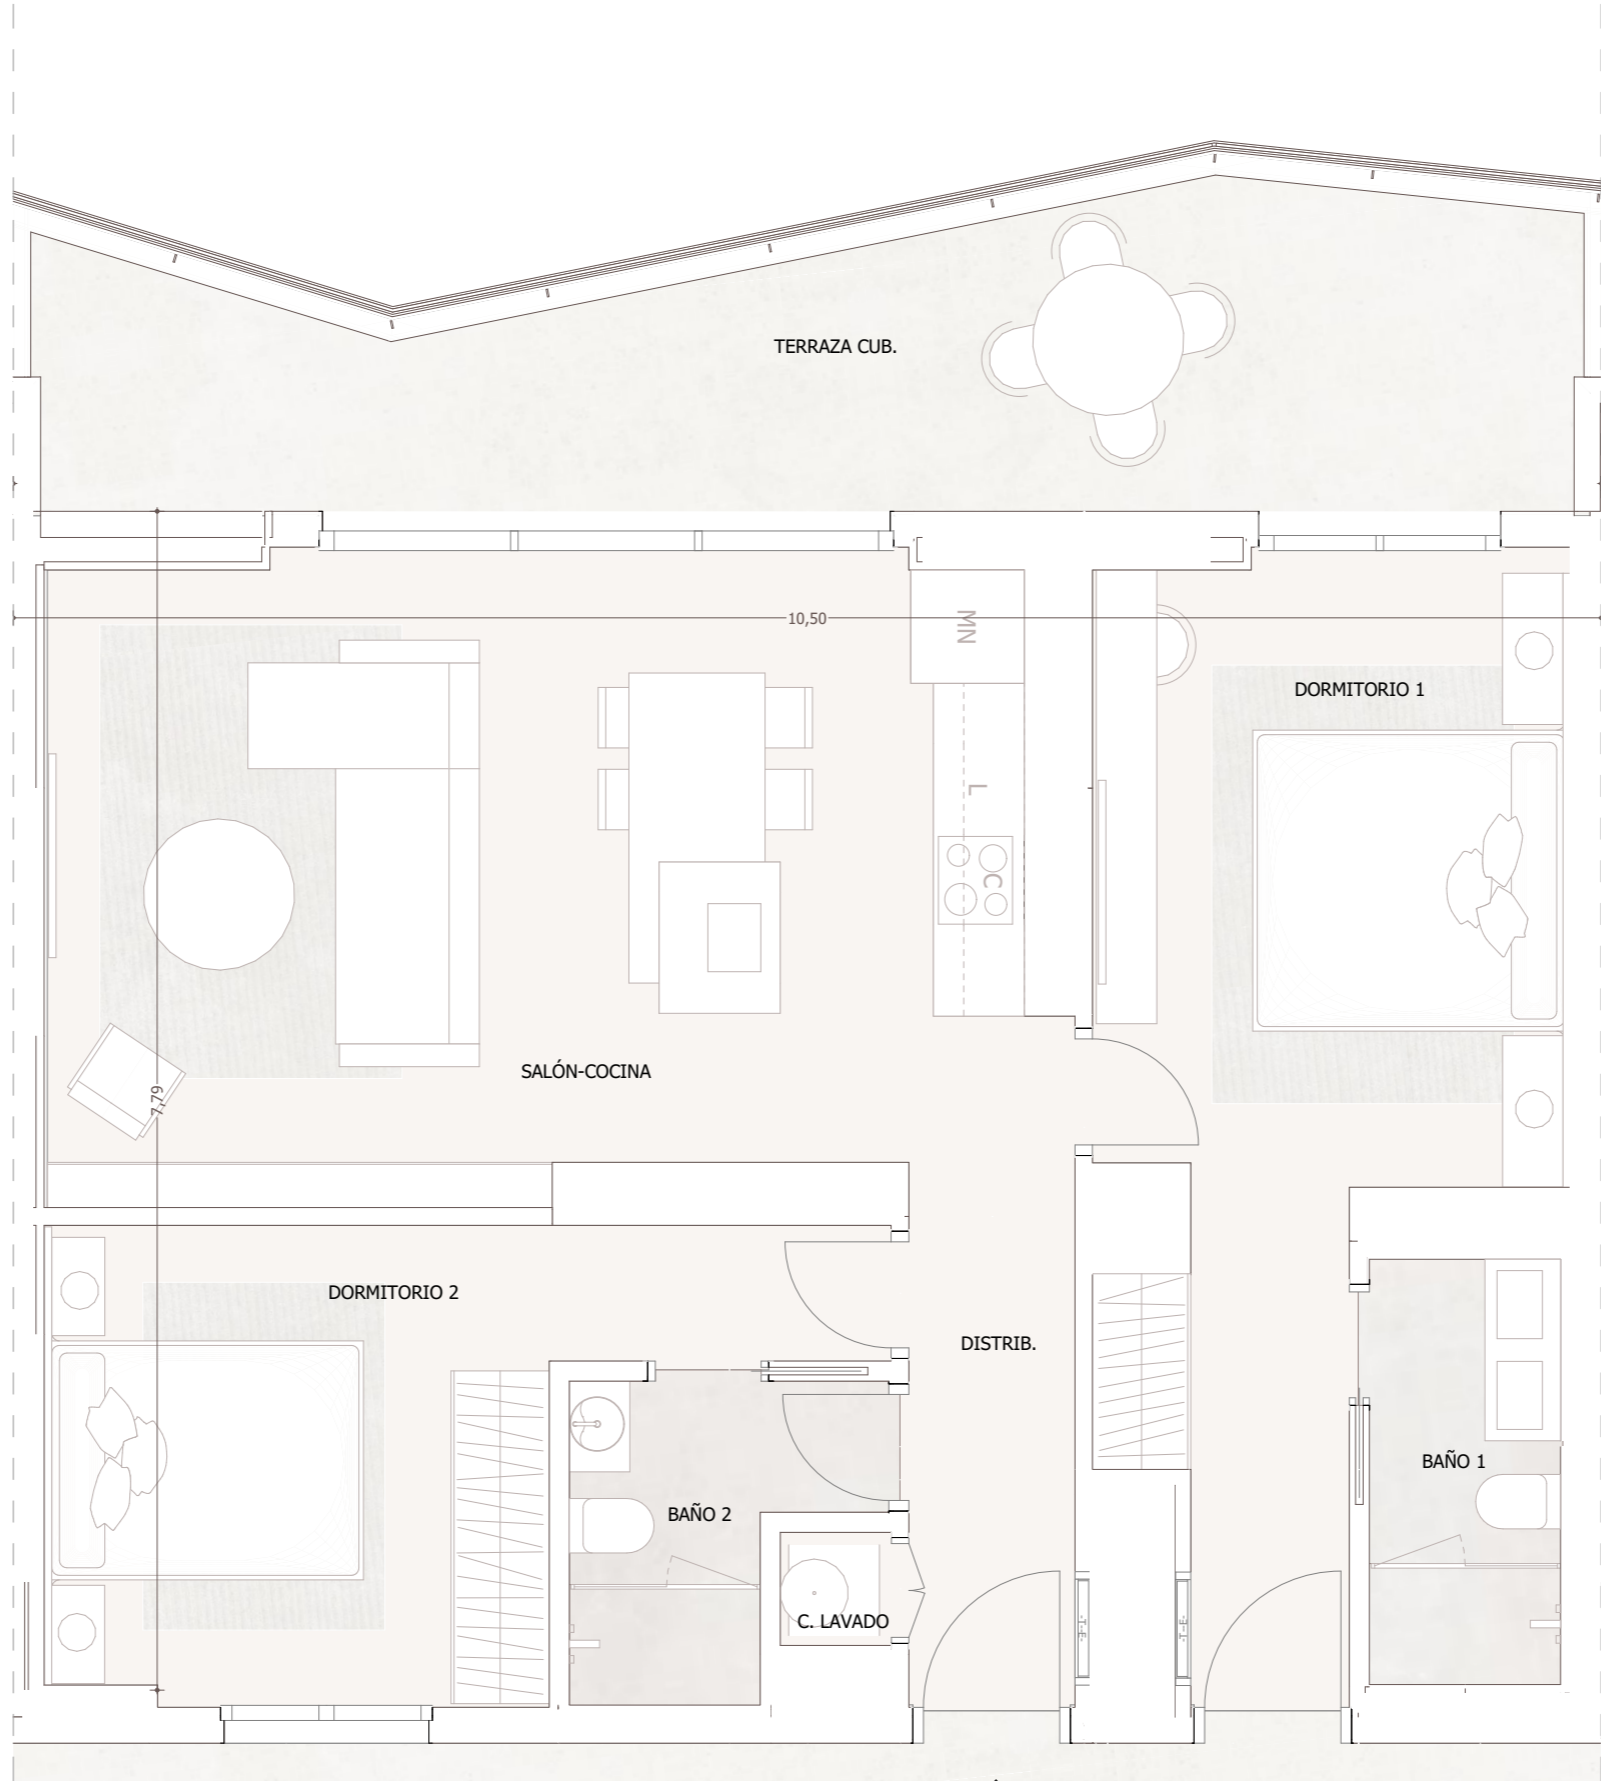 TERRAZA CUB.
10,50
MN
DORMITORIO 1
L
C
SALÓN-COCINA
7,79
DORMITORIO 2
DISTRIB.
BAÑO 1
BAÑO 2
C. LAVADO
-T-E-
-T-E-